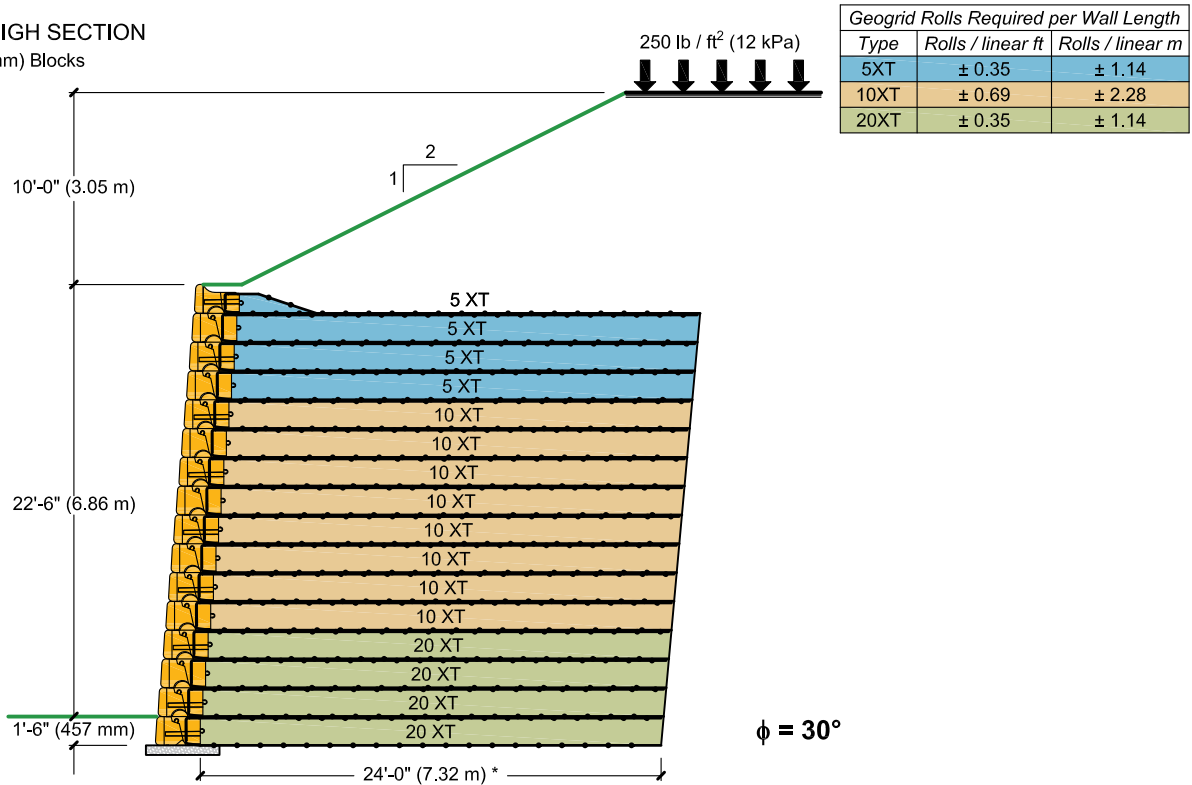 IGH SECTION
nm) Blocks
250 lb / ft² (12 kPa)
Geogrid Rolls Required per Wall Length
Type Rolls / linear ft Rolls / linear m
5XT ± 0.35 ± 1.14
10XT ± 0.69 ± 2.28
20XT ± 0.35 ± 1.14
2
1
10'-0" (3.05 m)
5 XT
5 XT
5 XT
5 XT
10 XT
10 XT
10 XT
10 XT
22'-6" (6.86 m)
10 XT
10 XT
10 XT
10 XT
20 XT
20 XT
20 XT
20 XT
1'-6" (457 mm)
ϕ = 30°
24'-0" (7.32 m) *